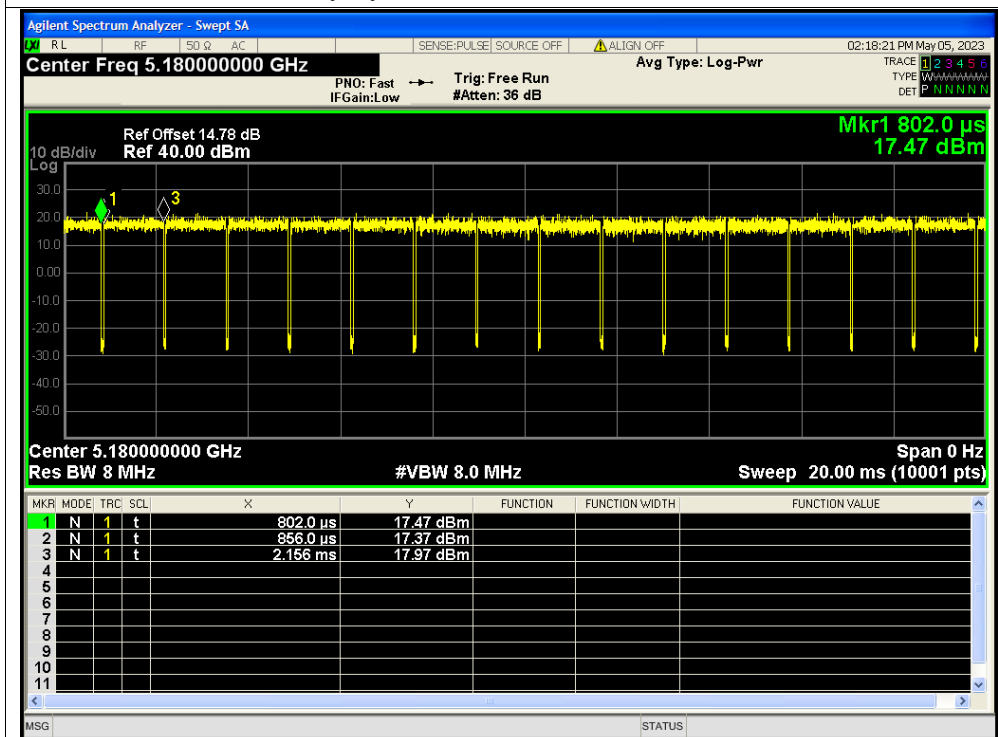 Agilent Spectrum Analyzer - Swept SA
LXI RL RF 50 Ω AC SENSE:PULSE SOURCE OFF ALIGN OFF 02:18:21 PM May 05, 2023
Center Freq 5.180000000 GHz Avg Type: Log-Pwr TRACE 1 2 3 4 5 6
PNO: Fast Trig: Free Run TYPE WWWWWW
IFGain:Low #Atten: 36 dB DET P N N N N N
Mkr1 802.0 µs
Ref Offset 14.78 dB
10 dB/div Ref 40.00 dBm 17.47 dBm
Log
30.0
1 3
20.0
10.0
0.00
-10.0
-20.0
-30.0
-40.0
-50.0
Center 5.180000000 GHz Span 0 Hz
Res BW 8 MHz #VBW 8.0 MHz Sweep 20.00 ms (10001 pts)
MKR MODE TRC SCL X Y FUNCTION FUNCTION WIDTH FUNCTION VALUE
1 N 1 t 802.0 µs 17.47 dBm
2 N 1 t 856.0 µs 17.37 dBm
3 N 1 t 2.156 ms 17.97 dBm
4
5
6
7
8
9
10
11
MSG STATUS